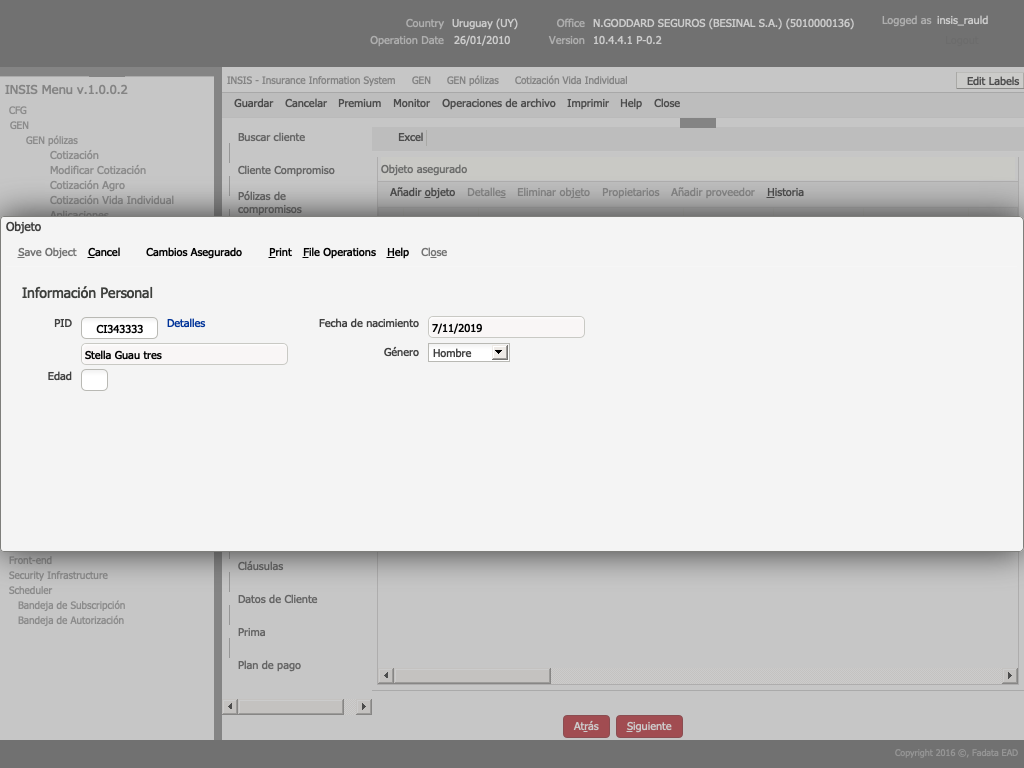 Country Uruguay (UY) Office N.GODDARD SEGUROS (BESINAL S.A.) (5010000136) Logged as insis_rauld
Operation Date 26/01/2010 Version 10.4.4.1 P-0.2
INSIS Menu v.1.0.0.2
CFG
GEN
GEN pólizas
Cotización
Modificar Cotización
Cotización Agro
Cotización Vida Individual
Aplicaciones
INSIS - Insurance Information System GEN GEN pólizas Cotización Vida Individual
Edit Labels
Guardar Cancelar Premium Monitor Operaciones de archivo Imprimir Help Close
Buscar cliente
Cliente Compromiso
Pólizas de
compromisos
Excel
Objeto asegurado
Añadir objeto Detalles Eliminar objeto Propietarios Añadir proveedor Historia
Objeto
Save Object Cancel Cambios Asegurado Print File Operations Help Close
Información Personal
PID CI343333 Detalles Fecha de nacimiento 7/11/2019
Stella Guau tres Género Hombre
Edad
Front-end
Security Infrastructure
Scheduler
Bandeja de Subscripción
Bandeja de Autorización
Cláusulas
Datos de Cliente
Prima
Plan de pago
Atrás Siguiente
Copyright 2016 ©, Fadata EAD